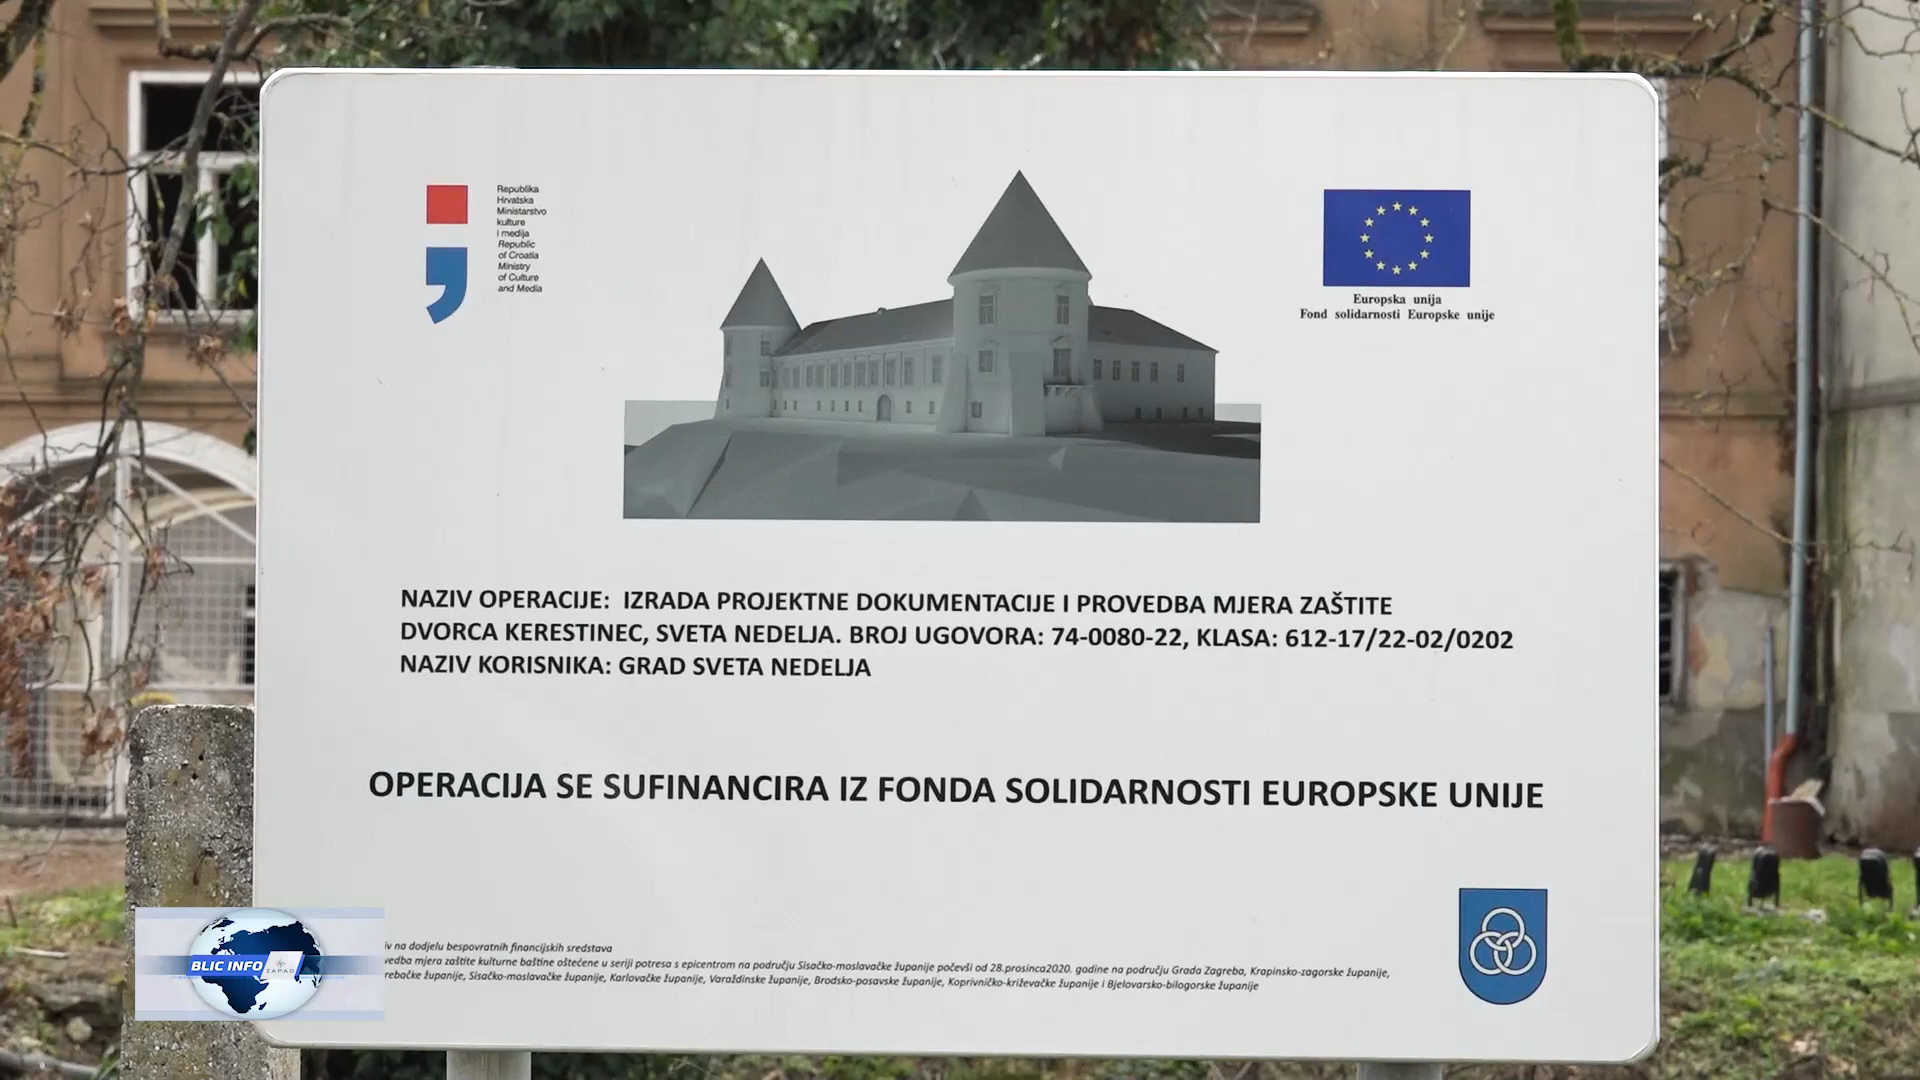 Republika
Hrvatska
Ministarstvo
kulture
i medija
Republic
of Croatia
Ministry
of Culture
and Media
Europska unija
Fond solidarnosti Europske unije
NAZIV OPERACIJE: IZRADA PROJEKTNE DOKUMENTACIJE I PROVEDBA MJERA ZAŠTITE
DVORCA KERESTINEC, SVETA NEDELJA. BROJ UGOVORA: 74-0080-22, KLASA: 612-17/22-02/0202
NAZIV KORISNIKA: GRAD SVETA NEDELJA
OPERACIJA SE SUFINANCIRA IZ FONDA SOLIDARNOSTI EUROPSKE UNIJE
na dodjelu bespovratnih financijskih sredstava
mjera zaštite kulturne baštine oštećene u seriji potresa s epicentrom na području Sisačko-moslavačke županije počevši od 28.prosinca2020. godine na području Grada Zagreba, Krapinsko-zagorske županije,
županije, Sisačko-moslavačke županije, Karlovačke županije, Varaždinske županije, Brodsko-posavske županije, Koprivničko-križevačke županije i Bjelovarsko-bilogorske županije
BLIC INFO
ZAPAD